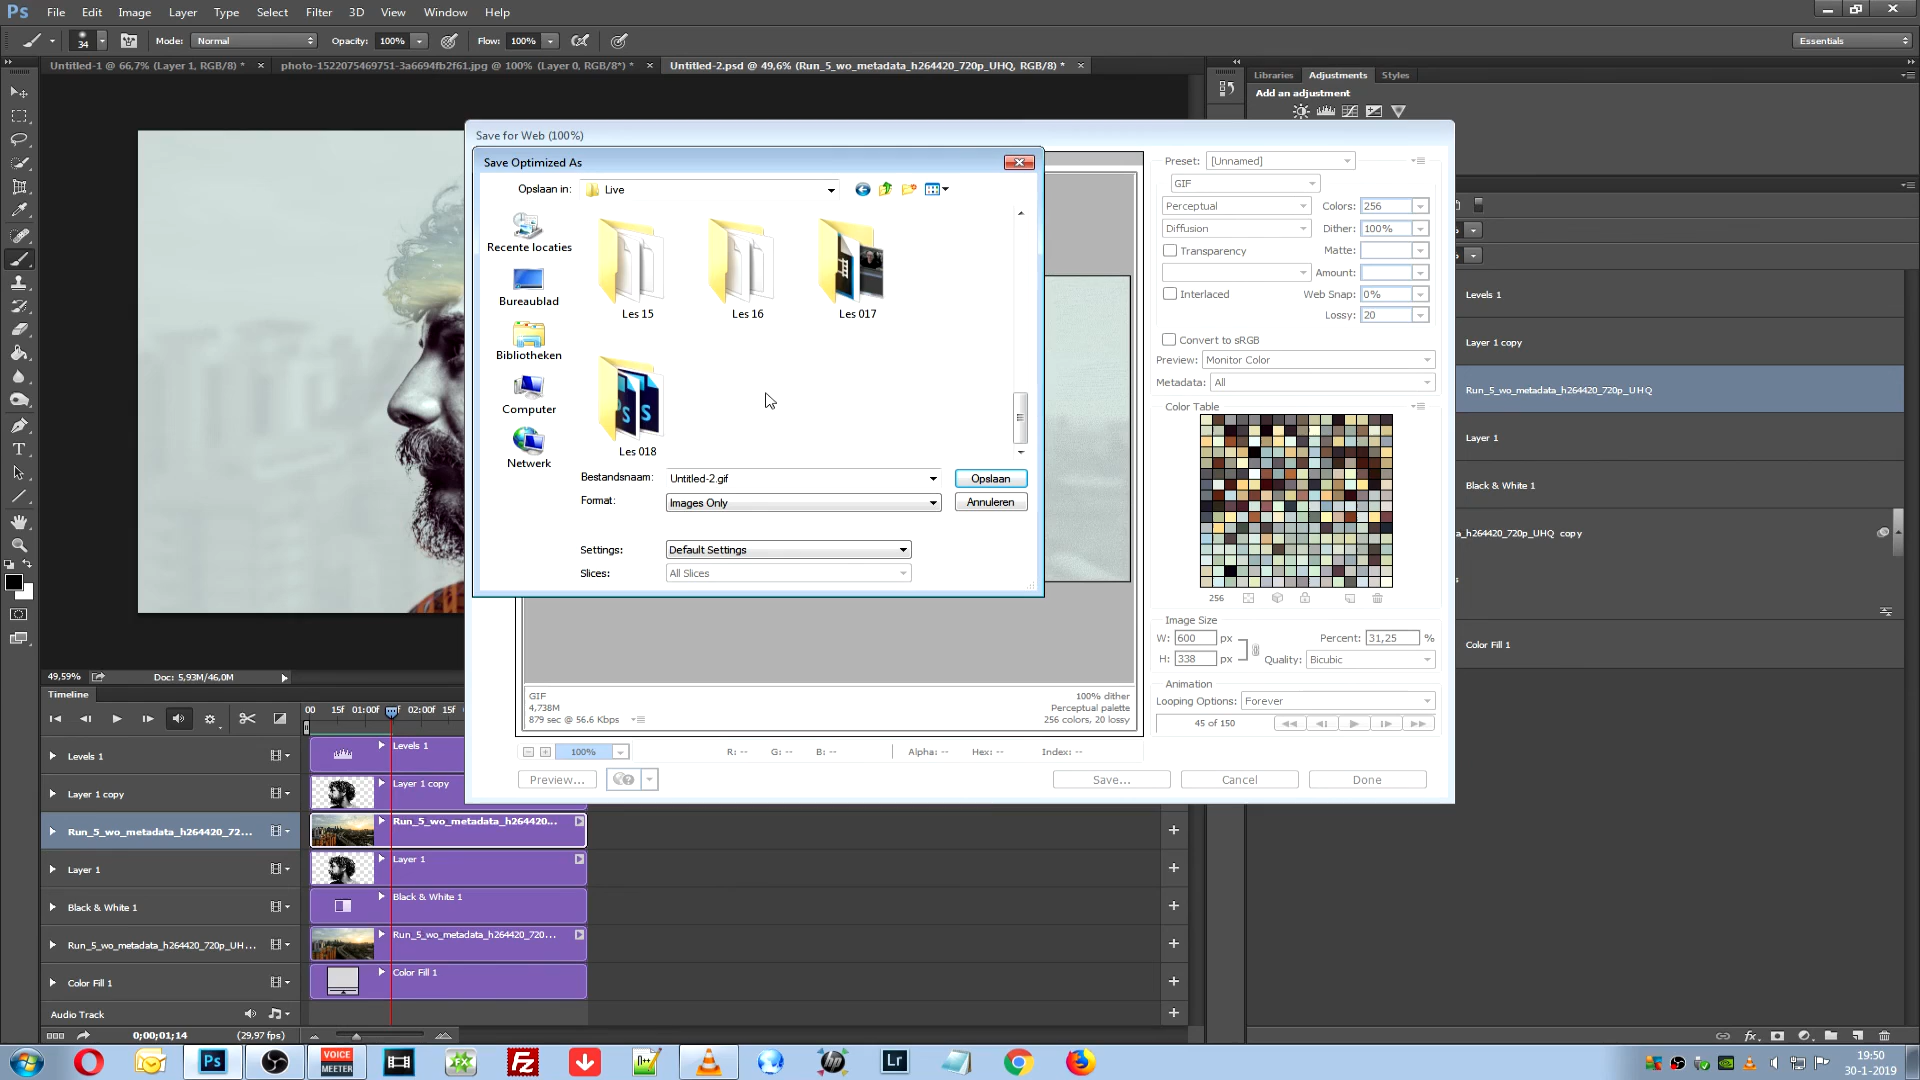 Ps File Edit Image Layer Type Select Filter 3D View Window Help
34 Mode: Normal Opacity: 100% Flow: 100% Essentials
Untitled-1 @ 66,7% (Layer 1, RGB/8) * × photo-1522075469751-3a6694fb2f61.jpg @ 100% (Layer 0, RGB/8*) * × Untitled-2.psd @ 49,6% (Run_5_wo_metadata_h264420_720p_UHQ, RGB/8) * ×
Libraries Adjustments Styles
Add an adjustment
Save for Web (100%)
Save Optimized As
Opslaan in: Live
Recente locaties
Bureaublad
Bibliotheken
Computer
Netwerk
Les 15 Les 16 Les 017
Les 018
Bestandsnaam: Untitled-2.gif Opslaan
Format: Images Only Annuleren
Settings: Default Settings
Slices: All Slices
Preset: [Unnamed]
GIF
Perceptual Colors: 256
Diffusion Dither: 100%
Transparency Matte:
Amount:
Interlaced Web Snap: 0%
Lossy: 20
Convert to sRGB
Preview: Monitor Color
Metadata: All
Color Table
256
Image Size
W: 600 px Percent: 31,25 %
H: 338 px Quality: Bicubic
Animation
Looping Options: Forever
45 of 150
GIF
4,738M
879 sec @ 56.6 Kbps
100% dither
Perceptual palette
256 colors, 20 lossy
100% R: -- G: -- B: -- Alpha: -- Hex: -- Index: --
Preview... Save... Cancel Done
Levels 1
Layer 1 copy
Run_5_wo_metadata_h264420_720p_UHQ
Layer 1
Black & White 1
a_h264420_720p_UHQ copy
Color Fill 1
49,59% Doc: 5,93M/46,0M
Timeline
00 15f 01:00f f 02:00f 15f
Levels 1 Levels 1
Layer 1 copy Layer 1 copy
Run_5_wo_metadata_h264420_72... Run_5_wo_metadata_h264420...
Layer 1 Layer 1
Black & White 1 Black & White 1
Run_5_wo_metadata_h264420_720p_UH... Run_5_wo_metadata_h264420_720...
Color Fill 1 Color Fill 1
Audio Track
0;00;01;14 (29,97 fps)
Ps VOICE MEETER FX Fz n++ hp Lr
19:50
30-1-2019